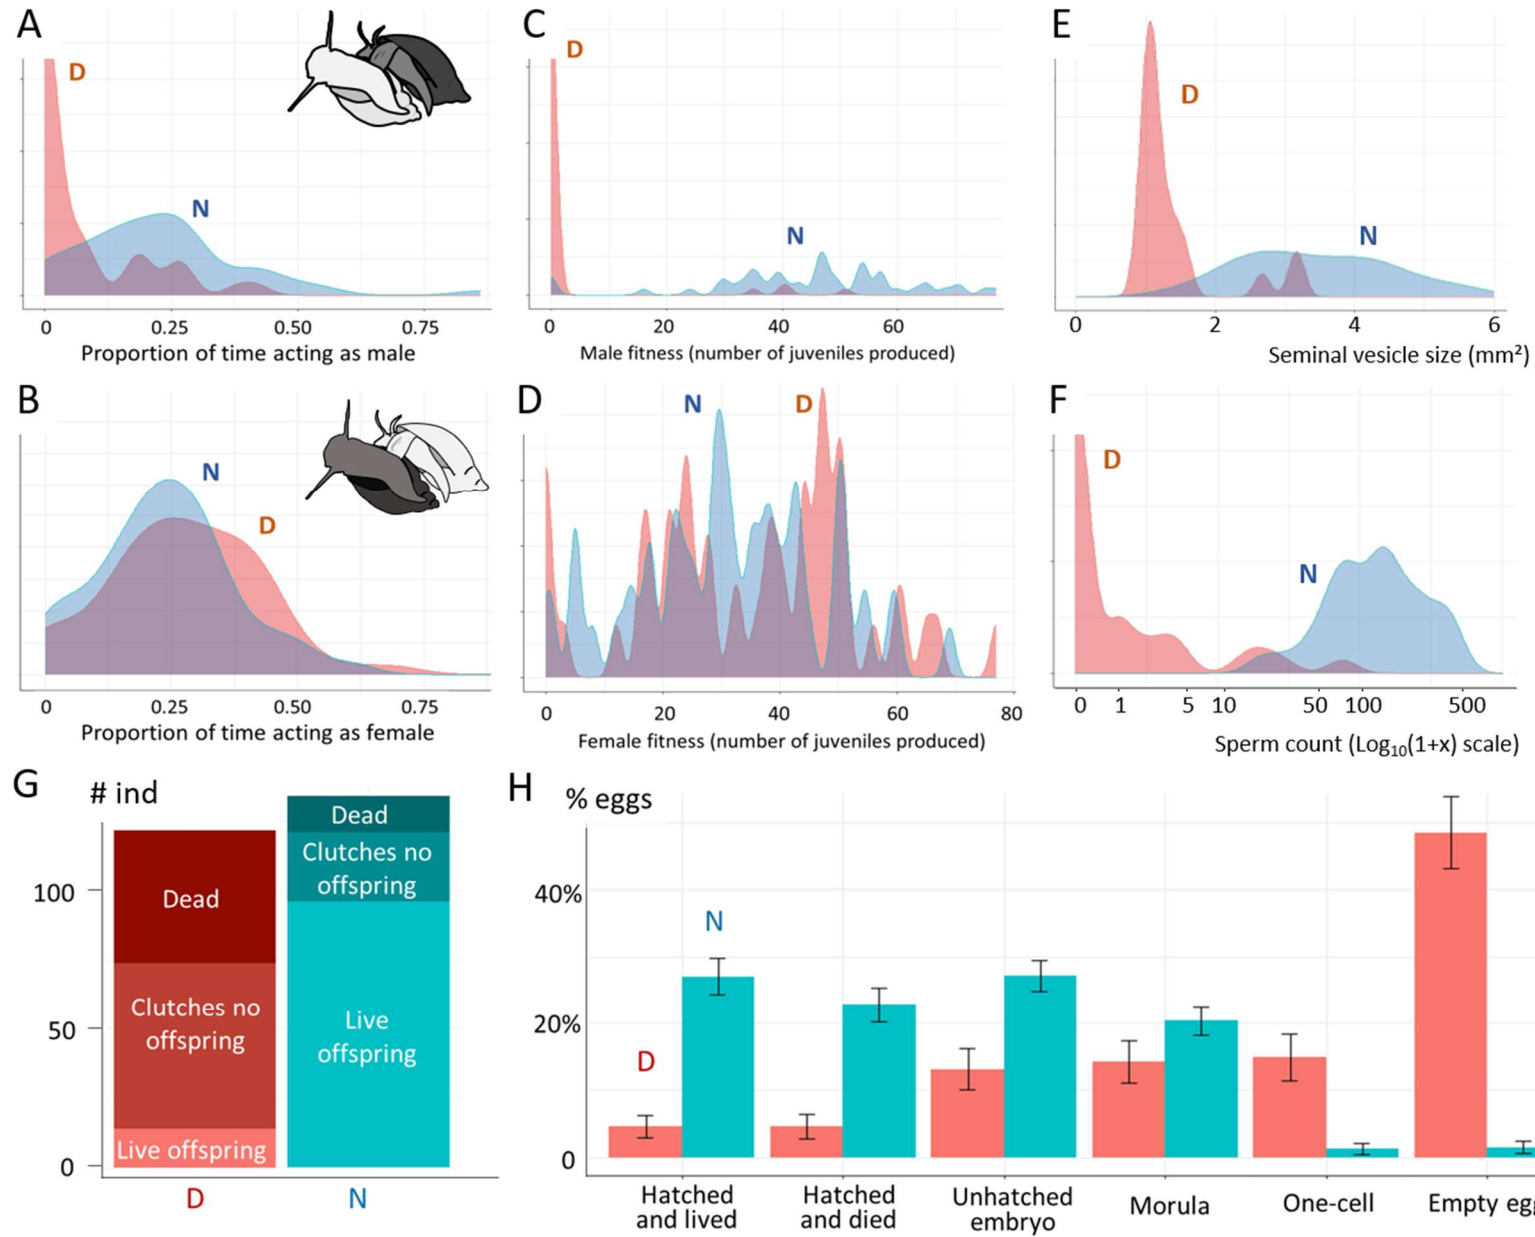 A
D
N
0
0.25
0.50
0.75
Proportion of time acting as male
C
D
N
0
20
40
60
Male fitness (number of juveniles produced)
E
D
N
0
2
4
6
Seminal vesicle size (mm²)
B
N
D
0
0.25
0.50
0.75
Proportion of time acting as female
D
N
D
0
20
40
60
80
Female fitness (number of juveniles produced)
F
D
N
0
1
5
10
50
100
500
Sperm count (Log₁₀(1+x) scale)
G
# ind
100
50
0
Dead
Clutches no
offspring
Live offspring
Dead
Clutches no
offspring
Live
offspring
D
N
H
% eggs
40%
20%
0
D
N
Hatched
and lived
Hatched
and died
Unhatched
embryo
Morula
One-cell
Empty egg